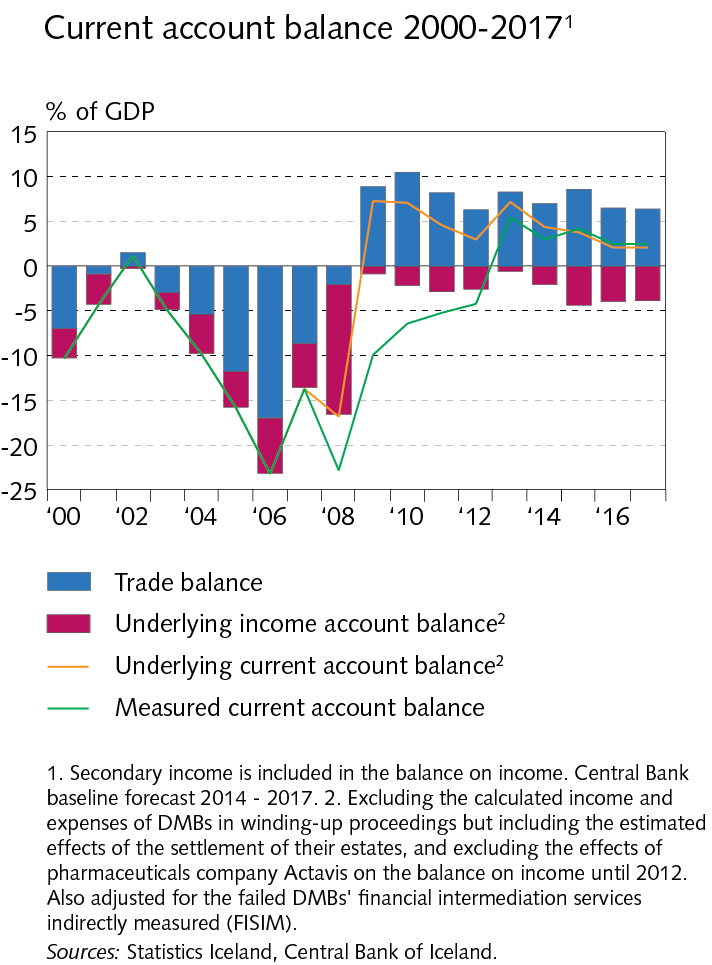 Current account balance 2000-2017¹
% of GDP
15
10
5
0
-5
-10
-15
-20
-25
‘00 ‘02 ‘04 ‘06 ‘08 ‘10 ‘12 ‘14 ‘16
Trade balance
Underlying income account balance²
Underlying current account balance²
Measured current account balance
1. Secondary income is included in the balance on income. Central Bank
baseline forecast 2014 - 2017. 2. Excluding the calculated income and
expenses of DMBs in winding-up proceedings but including the estimated
effects of the settlement of their estates, and excluding the effects of
pharmaceuticals company Actavis on the balance on income until 2012.
Also adjusted for the failed DMBs' financial intermediation services
indirectly measured (FISIM).
Sources: Statistics Iceland, Central Bank of Iceland.